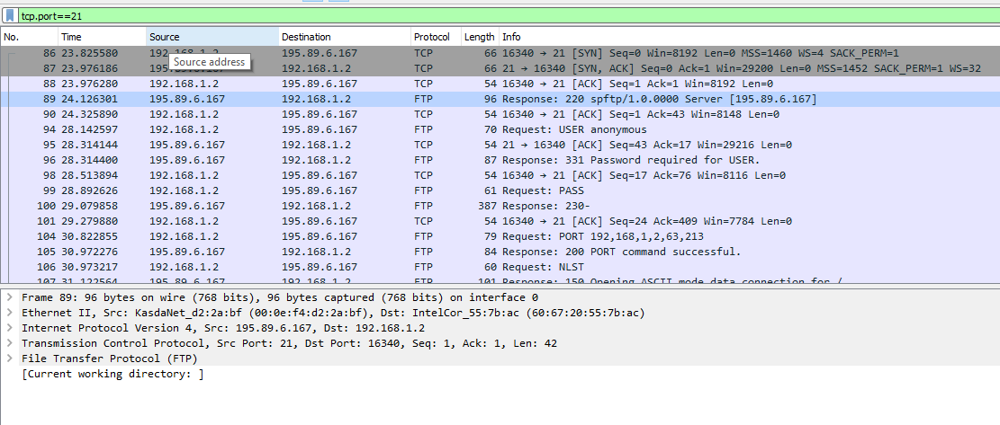 tcp.port==21
No. Time Source Destination Protocol Length Info
86 23.825580 192.168.1.2 195.89.6.167 TCP 66 16340 → 21 [SYN] Seq=0 Win=8192 Len=0 MSS=1460 WS=4 SACK_PERM=1
Source address
87 23.976186 195.89.6.167 192.168.1.2 TCP 66 21 → 16340 [SYN, ACK] Seq=0 Ack=1 Win=29200 Len=0 MSS=1452 SACK_PERM=1 WS=32
88 23.976280 192.168.1.2 195.89.6.167 TCP 54 16340 → 21 [ACK] Seq=1 Ack=1 Win=8192 Len=0
89 24.126301 195.89.6.167 192.168.1.2 FTP 96 Response: 220 spftp/1.0.0000 Server [195.89.6.167]
90 24.325890 192.168.1.2 195.89.6.167 TCP 54 16340 → 21 [ACK] Seq=1 Ack=43 Win=8148 Len=0
94 28.142597 192.168.1.2 195.89.6.167 FTP 70 Request: USER anonymous
95 28.314144 195.89.6.167 192.168.1.2 TCP 54 21 → 16340 [ACK] Seq=43 Ack=17 Win=29216 Len=0
96 28.314400 195.89.6.167 192.168.1.2 FTP 87 Response: 331 Password required for USER.
98 28.513894 192.168.1.2 195.89.6.167 TCP 54 16340 → 21 [ACK] Seq=17 Ack=76 Win=8116 Len=0
99 28.892626 192.168.1.2 195.89.6.167 FTP 61 Request: PASS
100 29.079858 195.89.6.167 192.168.1.2 FTP 387 Response: 230-
101 29.279880 192.168.1.2 195.89.6.167 TCP 54 16340 → 21 [ACK] Seq=24 Ack=409 Win=7784 Len=0
104 30.822855 192.168.1.2 195.89.6.167 FTP 79 Request: PORT 192,168,1,2,63,213
105 30.972276 195.89.6.167 192.168.1.2 FTP 84 Response: 200 PORT command successful.
106 30.973217 192.168.1.2 195.89.6.167 FTP 60 Request: NLST
107 31.122564 195.89.6.167 192.168.1.2 FTP 101 Response: 150 Opening ASCII mode data connection for /
Frame 89: 96 bytes on wire (768 bits), 96 bytes captured (768 bits) on interface 0
Ethernet II, Src: KasdaNet_d2:2a:bf (00:0e:f4:d2:2a:bf), Dst: IntelCor_55:7b:ac (60:67:20:55:7b:ac)
Internet Protocol Version 4, Src: 195.89.6.167, Dst: 192.168.1.2
Transmission Control Protocol, Src Port: 21, Dst Port: 16340, Seq: 1, Ack: 1, Len: 42
File Transfer Protocol (FTP)
[Current working directory: ]